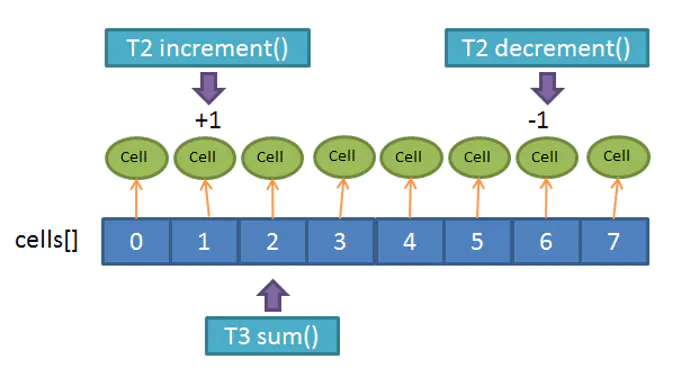 T2 increment()
T2 decrement()
+1
-1
Cell Cell Cell Cell Cell Cell Cell Cell
cells[] 0 1 2 3 4 5 6 7
T3 sum()